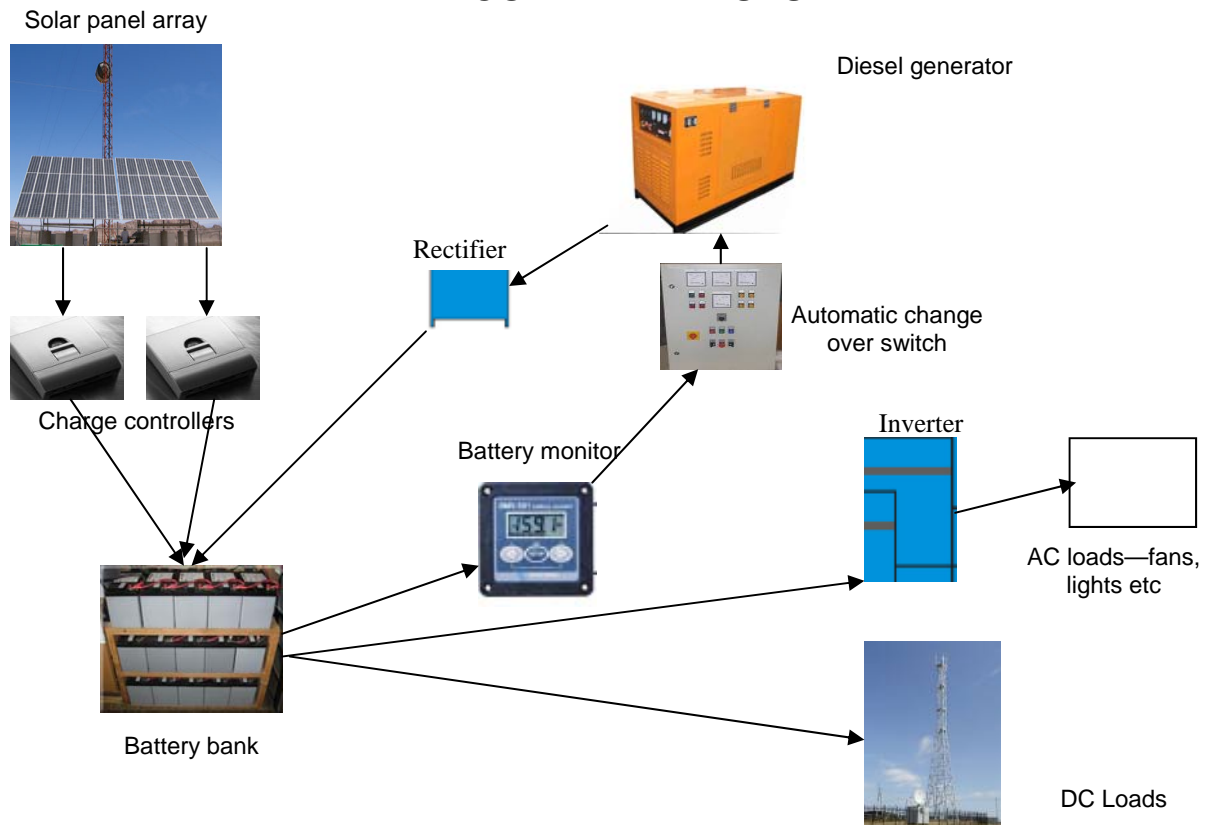 Solar panel array
Diesel generator
Rectifier
Automatic change
over switch
Charge controllers
Inverter
Battery monitor
AC loads—fans,
lights etc
Battery bank
DC Loads